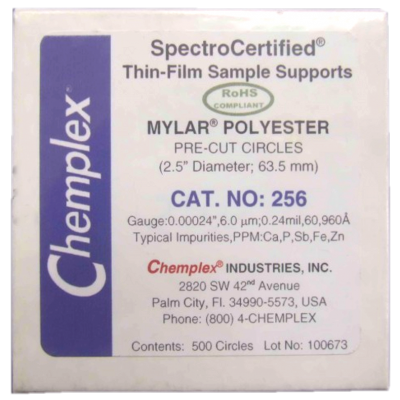 Chemplex®
SpectroCertified®
Thin-Film Sample Supports
RoHS
COMPLIANT
MYLAR® POLYESTER
PRE-CUT CIRCLES
(2.5" Diameter; 63.5 mm)
CAT. NO: 256
Gauge:0.00024",6.0 µm;0.24mil,60,960Å
Typical Impurities,PPM:Ca,P,Sb,Fe,Zn
Chemplex® INDUSTRIES, INC.
2820 SW 42nd Avenue
Palm City, Fl. 34990-5573, USA
Phone: (800) 4-CHEMPLEX
Contents: 500 Circles Lot No: 100673